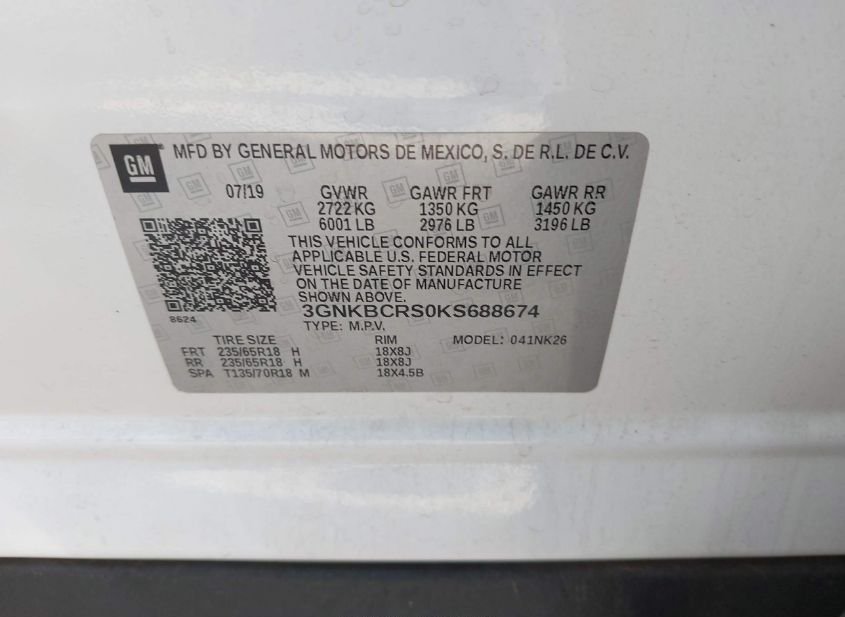 GM
MFD BY GENERAL MOTORS DE MEXICO, S. DE R.L. DE C.V.
07/19 GVWR GAWR FRT GAWR RR
2722 KG 1350 KG 1450 KG
6001 LB 2976 LB 3196 LB
THIS VEHICLE CONFORMS TO ALL
APPLICABLE U.S. FEDERAL MOTOR
VEHICLE SAFETY STANDARDS IN EFFECT
ON THE DATE OF MANUFACTURE
SHOWN ABOVE.
8624
3GNKBCRS0KS688674
TYPE: M.P.V.
TIRE SIZE RIM MODEL: 041NK26
FRT 235/65R18 H 18X8J
RR 235/65R18 H 18X8J
SPA T135/70R18 M 18X4.5B